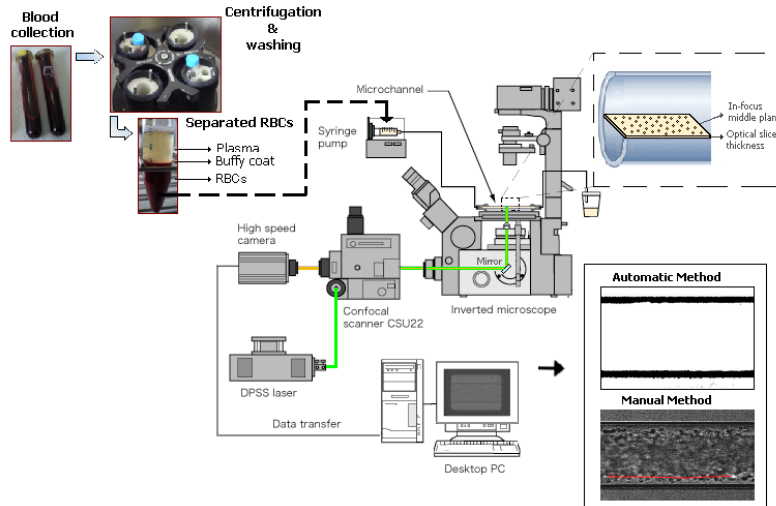 Blood
collection
Centrifugation
&
washing
Separated RBCs
Plasma
Buffy coat
RBCs
Microchannel
Syringe
pump
In-focus
middle plan
Optical slice
thickness
High speed
camera
Mirror
Confocal
scanner CSU22
Inverted microscope
DPSS laser
Data transfer
Desktop PC
Automatic Method
Manual Method